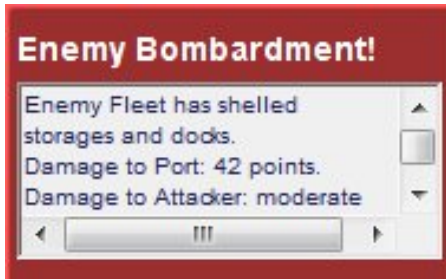 Enemy Bombardment!
Enemy Fleet has shelled
storages and docks.
Damage to Port: 42 points.
Damage to Attacker: moderate